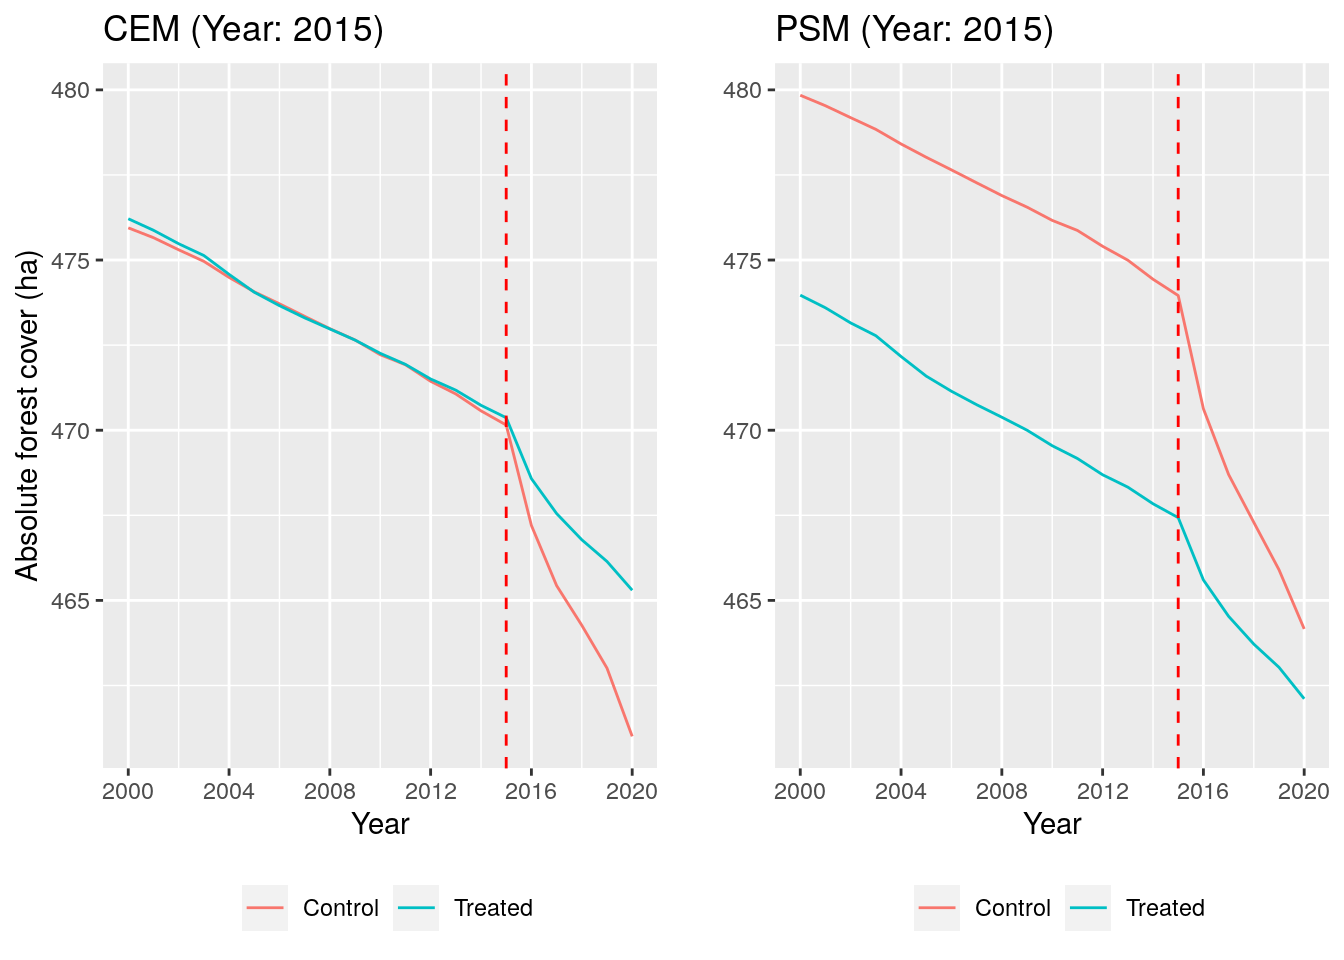 CEM (Year: 2015)
Absolute forest cover (ha)
480
475
470
465
2000 2004 2008 2012 2016 2020
Year
Control Treated
PSM (Year: 2015)
480
475
470
465
2000 2004 2008 2012 2016 2020
Year
Control Treated